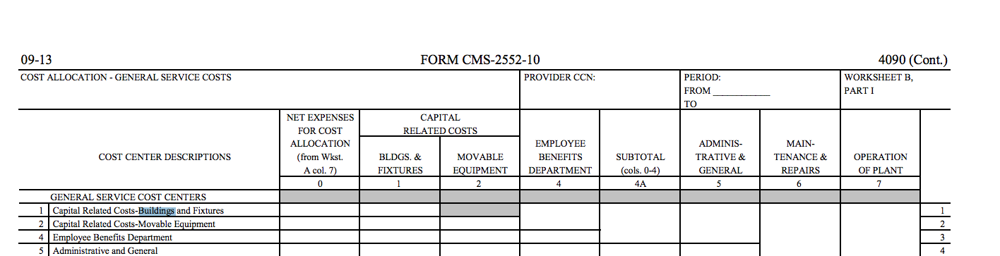 09-13 FORM CMS-2552-10 4090 (Cont.)
COST ALLOCATION - GENERAL SERVICE COSTS PROVIDER CCN: PERIOD: WORKSHEET B,
FROM ____________ PART I
TO
NET EXPENSES CAPITAL
FOR COST RELATED COSTS
ALLOCATION EMPLOYEE ADMINIS- MAIN-
COST CENTER DESCRIPTIONS (from Wkst. BLDGS. & MOVABLE BENEFITS SUBTOTAL TRATIVE & TENANCE & OPERATION
A col. 7) FIXTURES EQUIPMENT DEPARTMENT (cols. 0-4) GENERAL REPAIRS OF PLANT
0 1 2 4 4A 5 6 7
GENERAL SERVICE COST CENTERS
1 Capital Related Costs-Buildings and Fixtures 1
2 Capital Related Costs-Movable Equipment 2
4 Employee Benefits Department 3
5 Administrative and General 4